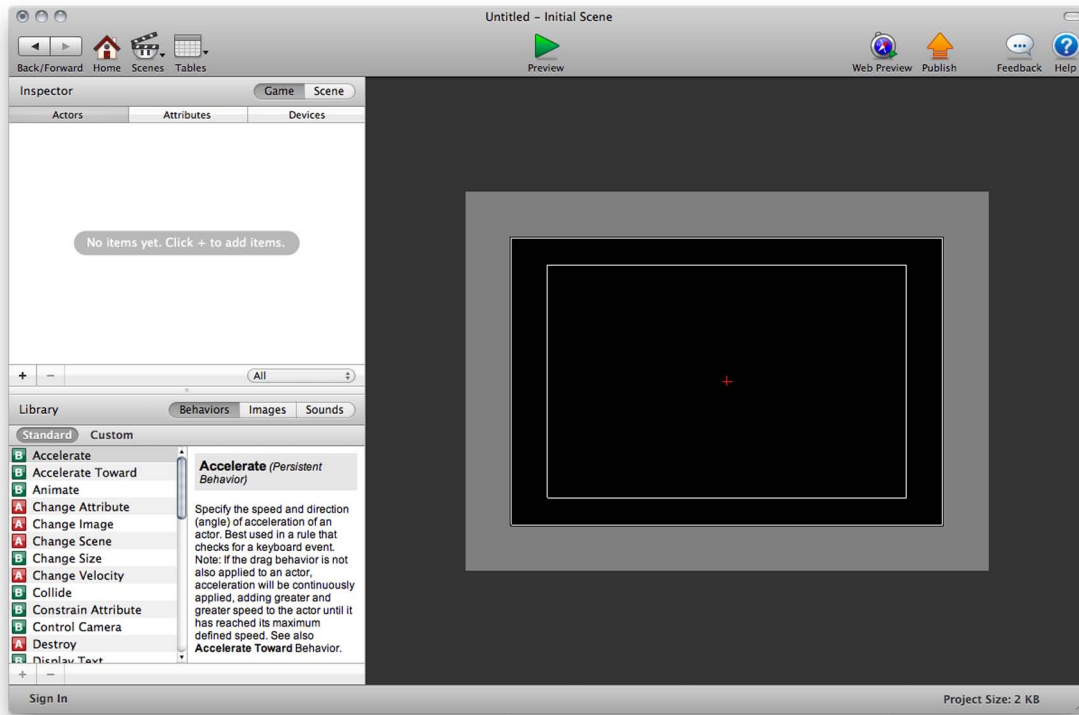 Untitled – Initial Scene
Back/Forward Home Scenes Tables
Preview
Web Preview Publish Feedback Help
Inspector Game Scene
Actors Attributes Devices
No items yet. Click + to add items.
+ − All
Library Behaviors Images Sounds
Standard Custom
B Accelerate
B Accelerate Toward
B Animate
A Change Attribute
A Change Image
A Change Scene
B Change Size
A Change Velocity
B Collide
B Constrain Attribute
B Control Camera
A Destroy
B Display Text
Accelerate (Persistent
Behavior)
Specify the speed and direction
(angle) of acceleration of an
actor. Best used in a rule that
checks for a keyboard event.
Note: If the drag behavior is not
also applied to an actor,
acceleration will be continuously
applied, adding greater and
greater speed to the actor until it
has reached its maximum
defined speed. See also
Accelerate Toward Behavior.
+ −
Sign In Project Size: 2 KB